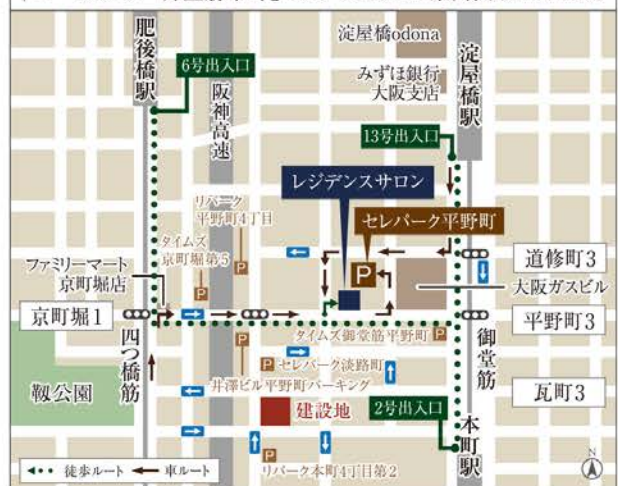 淀屋橋odona
肥後橋駅
6号出入口
阪神高速
みずほ銀行
大阪支店
淀屋橋駅
13号出入口
レジデンスサロン
リパーク
平野町4丁目
セレパーク平野町
タイムズ
京町堀第5
P
P
P
道修町3
ファミリーマート
京町堀店
大阪ガスビル
京町堀1
平野町3
タイムズ御堂筋平野町
P
四つ橋筋
御堂筋
P
P
セレパーク淡路町
靱公園
井澤ビル平野町パーキング
瓦町3
建設地
2号出入口
本町駅
P
リパーク本町4丁目第2
徒歩ルート
車ルート
N